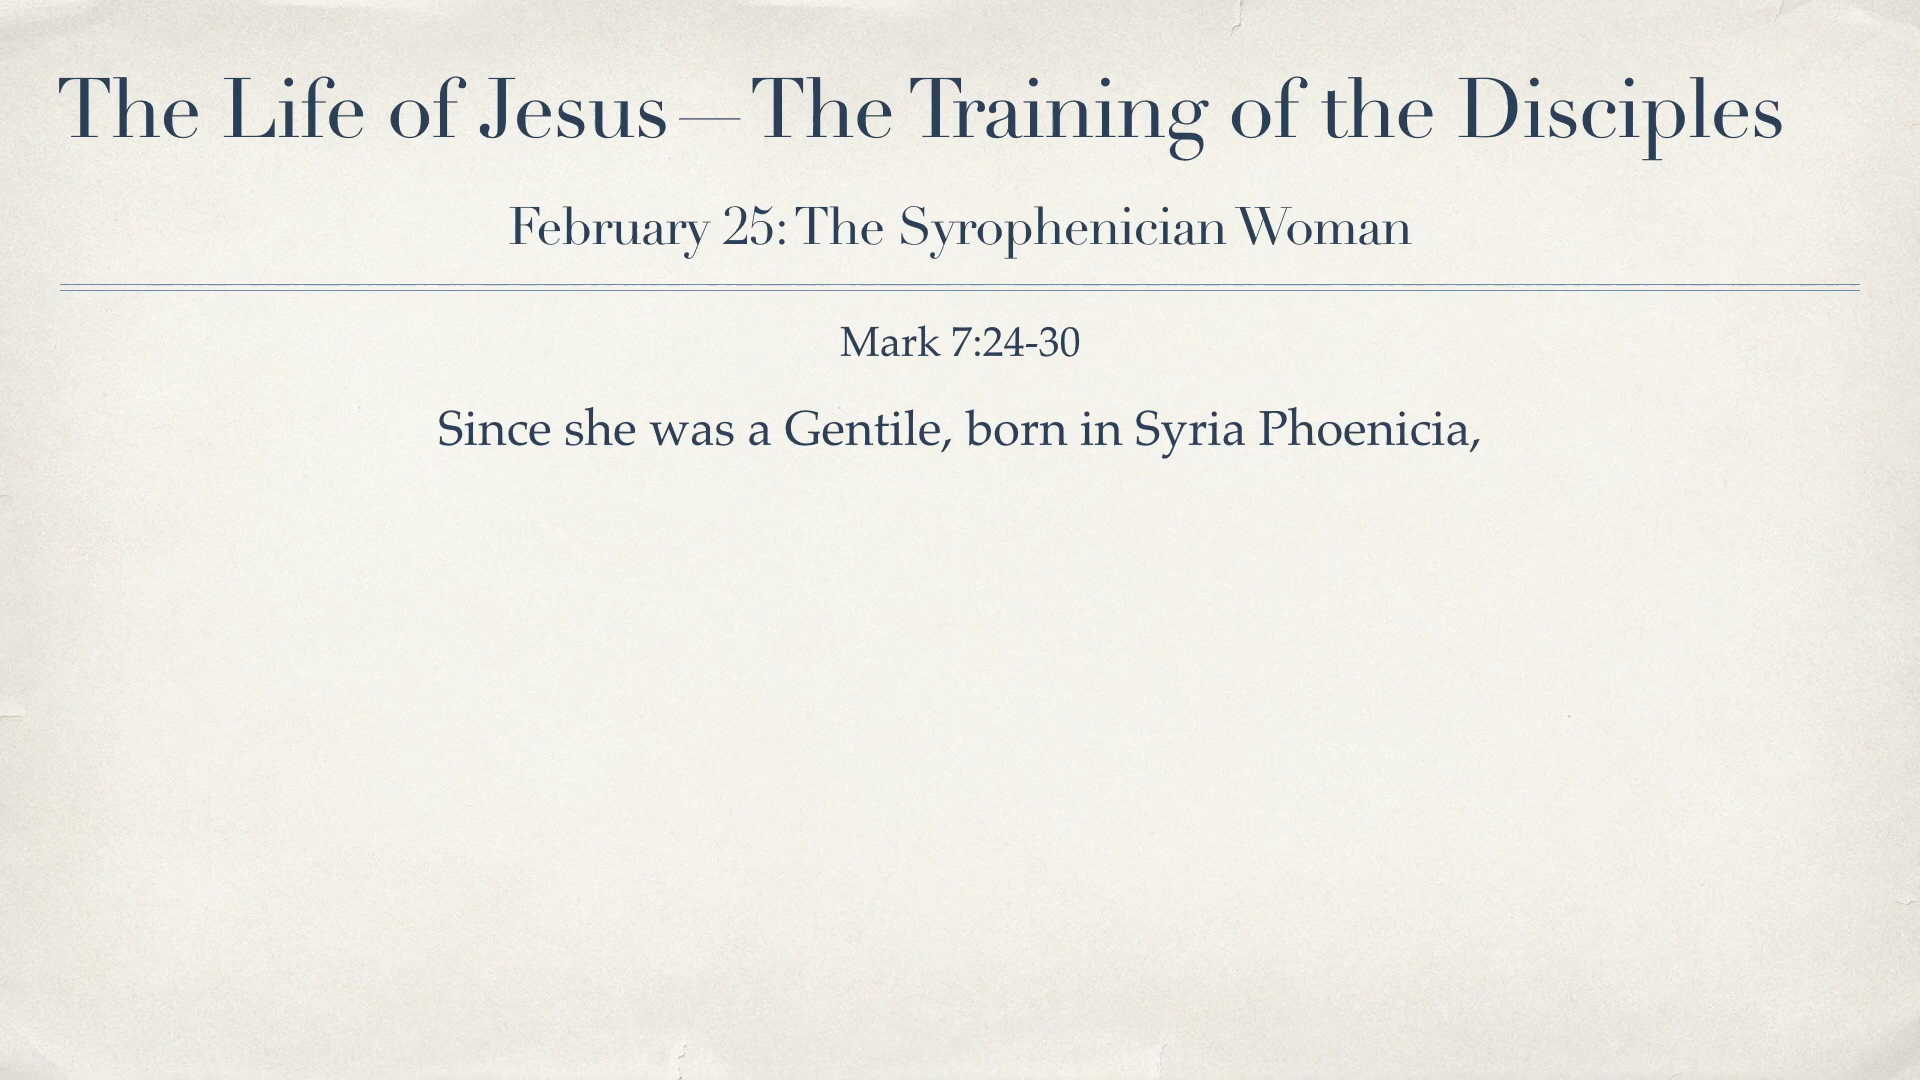 The Life of Jesus — The Training of the Disciples
February 25: The Syrophenician Woman
Mark 7:24-30
Since she was a Gentile, born in Syria Phoenicia,